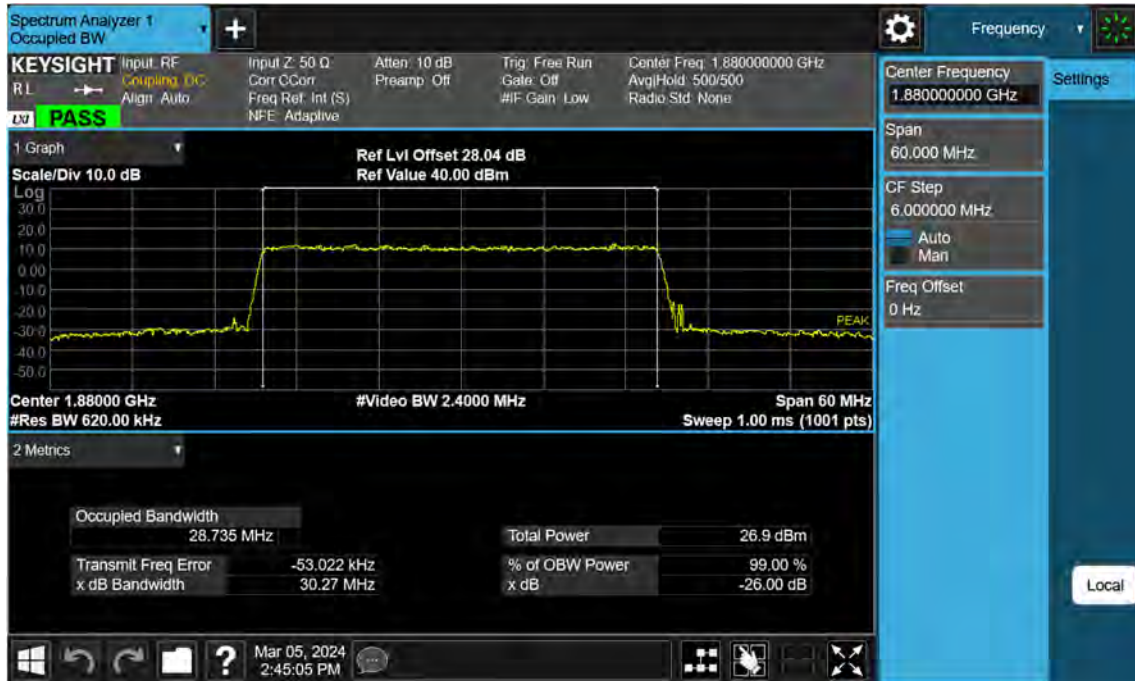 Spectrum Analyzer 1
Occupied BW
+
Frequency
KEYSIGHT Input: RF Input Z: 50 Ω Atten: 10 dB Trig: Free Run Center Freq: 1.880000000 GHz
RL Coupling: DC Corr CCorr Preamp: Off Gate: Off Avg|Hold: 500/500
Align: Auto Freq Ref: Int (S) #IF Gain: Low Radio Std: None
NFE: Adaptive
LXI PASS
Center Frequency
1.880000000 GHz
Settings
Span
60.000 MHz
CF Step
6.000000 MHz
Auto
Man
Freq Offset
0 Hz
1 Graph
Ref Lvl Offset 28.04 dB
Scale/Div 10.0 dB Ref Value 40.00 dBm
Log
30.0
20.0
10.0
0.00
-10.0
-20.0
-30.0
-40.0
-50.0
PEAK
Center 1.88000 GHz #Video BW 2.4000 MHz Span 60 MHz
#Res BW 620.00 kHz Sweep 1.00 ms (1001 pts)
2 Metrics
Occupied Bandwidth
28.735 MHz Total Power 26.9 dBm
Transmit Freq Error -53.022 kHz % of OBW Power 99.00 %
x dB Bandwidth 30.27 MHz x dB -26.00 dB
Local
? Mar 05, 2024
2:45:05 PM